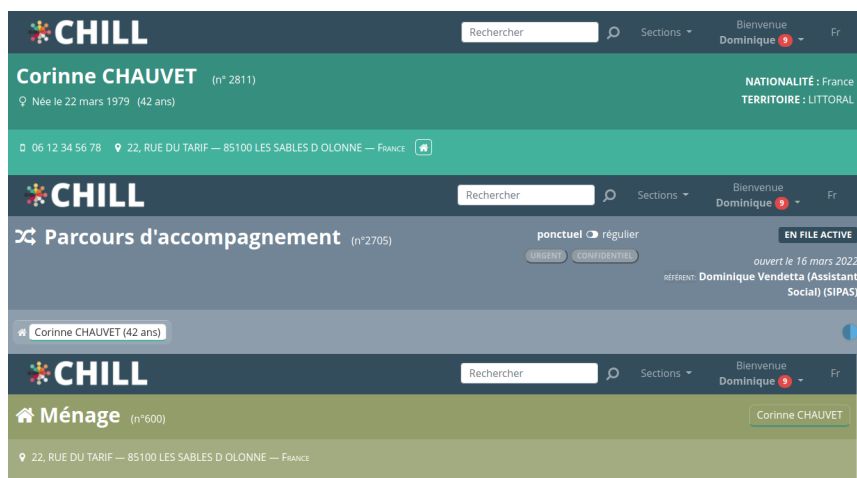 CHILL
Rechercher
Sections
Bienvenue
Dominique 9
Fr
Corinne CHAUVET (n° 2811)
NATIONALITÉ : France
Née le 22 mars 1979 (42 ans)
TERRITOIRE : LITTORAL
06 12 34 56 78 22, RUE DU TARIF — 85100 LES SABLES D OLONNE — FRANCE
CHILL
Rechercher
Sections
Bienvenue
Dominique 9
Fr
Parcours d'accompagnement (n°2705)
ponctuel régulier
EN FILE ACTIVE
URGENT CONFIDENTIEL
ouvert le 16 mars 2022
RÉFÉRENT: Dominique Vendetta (Assistant
Social) (SIPAS)
Corinne CHAUVET (42 ans)
CHILL
Rechercher
Sections
Bienvenue
Dominique 9
Fr
Ménage (n°600)
Corinne CHAUVET
22, RUE DU TARIF — 85100 LES SABLES D OLONNE — FRANCE